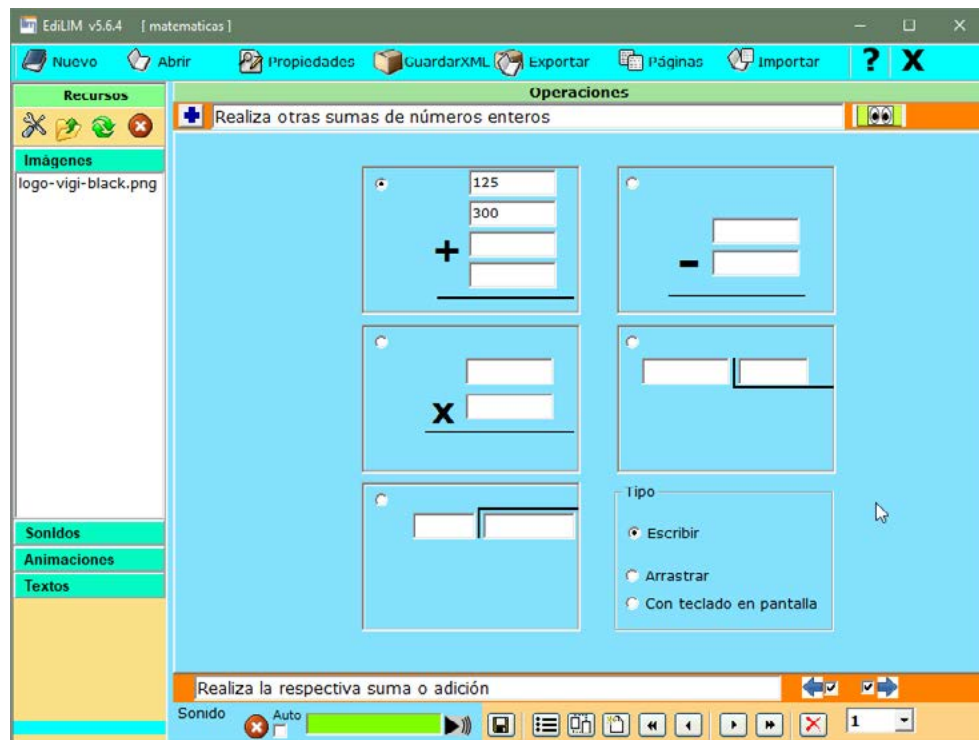 EdiLIM v5.6.4 [ matematicas ]
Nuevo Abrir Propiedades GuardarXML Exportar Páginas Importar ? X
Recursos
Operaciones
Realiza otras sumas de números enteros
Imágenes
logo-vigi-black.png
125
300
+
-
x
Tipo
Escribir
Arrastrar
Con teclado en pantalla
Sonidos
Animaciones
Textos
Realiza la respectiva suma o adición
Sonido Auto 1